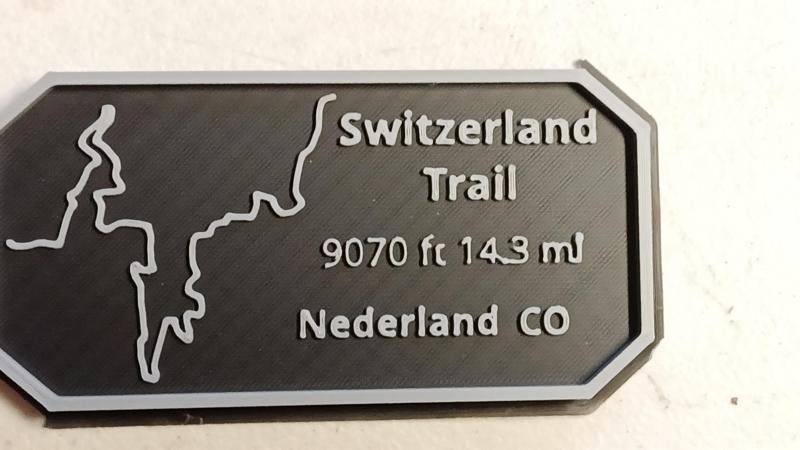 Switzerland
Trail
9070 ft 14.3 mi
Nederland CO